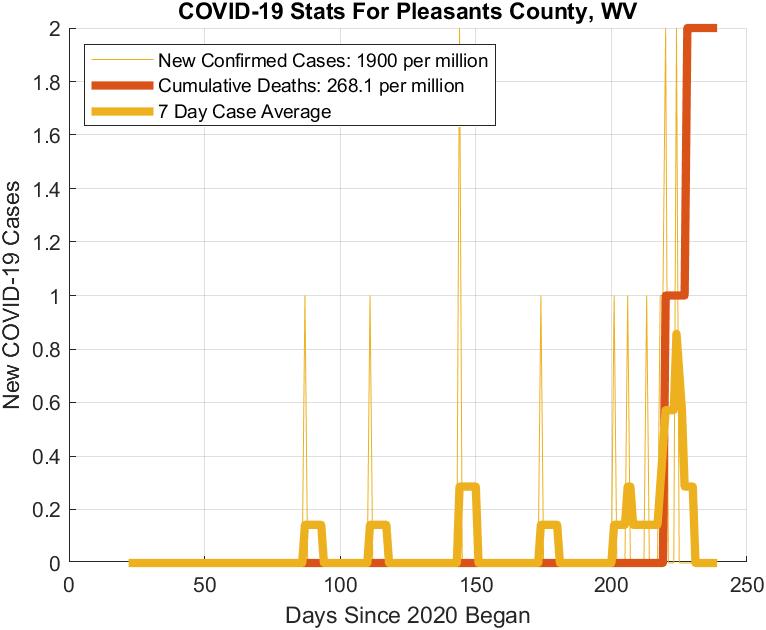 COVID-19 Stats For Pleasants County, WV
New Confirmed Cases: 1900 per million
Cumulative Deaths: 268.1 per million
7 Day Case Average
New COVID-19 Cases
2
1.8
1.6
1.4
1.2
1
0.8
0.6
0.4
0.2
0
0 50 100 150 200 250
Days Since 2020 Began